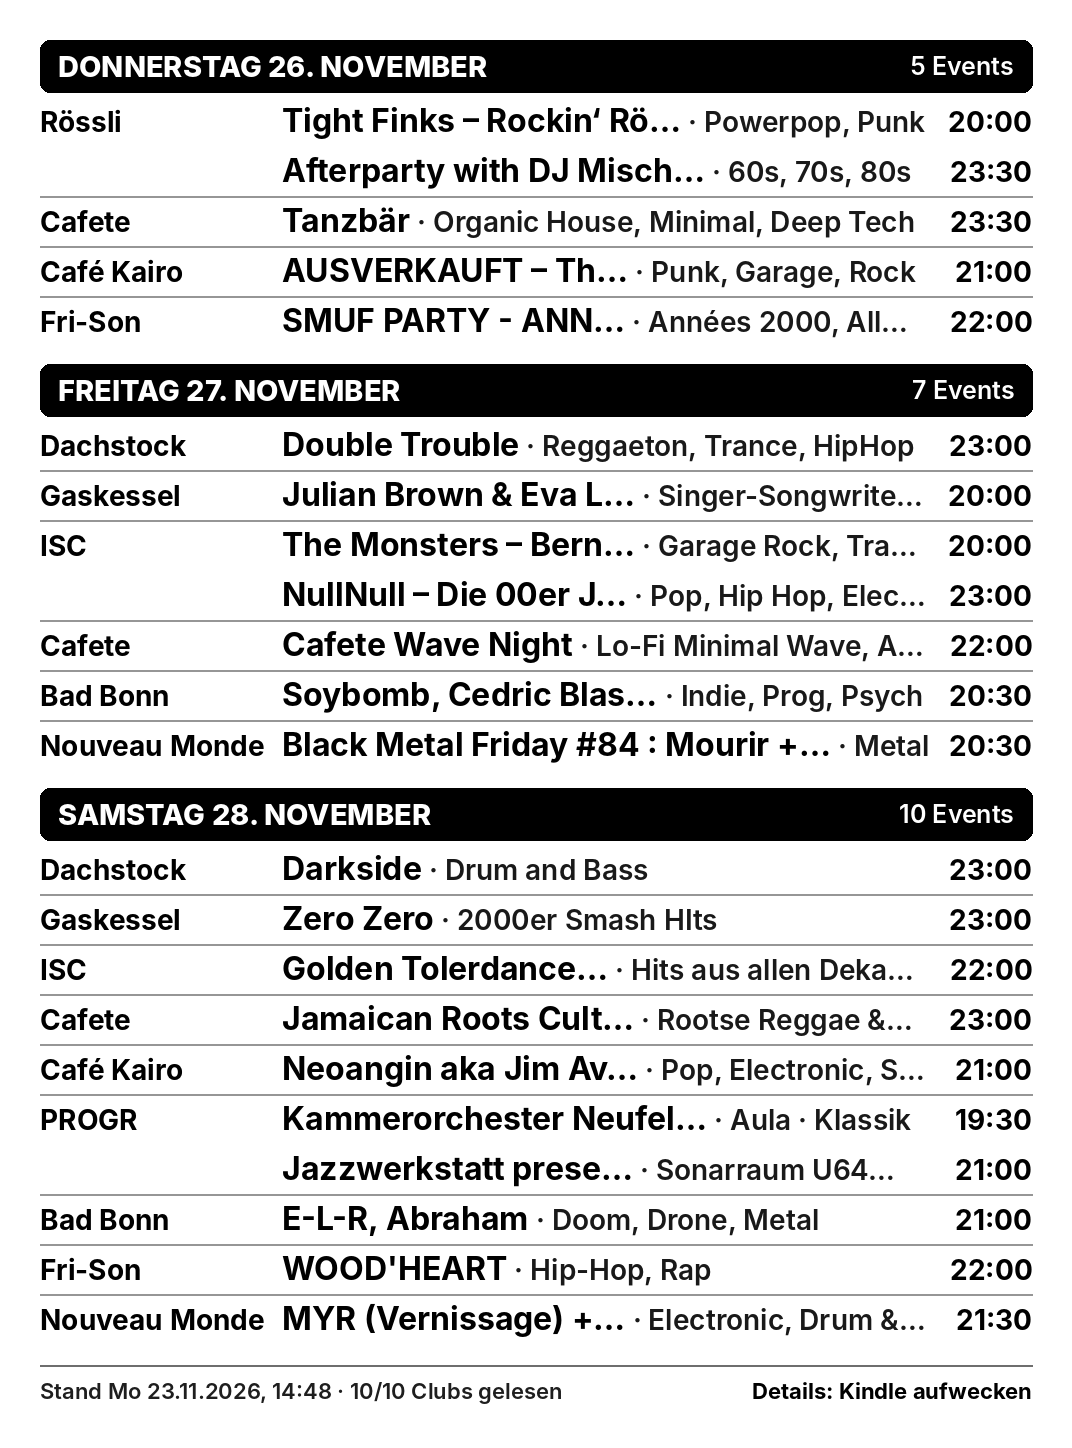 DONNERSTAG 26. NOVEMBER 5 Events
Rössli Tight Finks – Rockin‘ Rö… · Powerpop, Punk 20:00
Afterparty with DJ Misch… · 60s, 70s, 80s 23:30
Cafete Tanzbär · Organic House, Minimal, Deep Tech 23:30
Café Kairo AUSVERKAUFT – Th… · Punk, Garage, Rock 21:00
Fri-Son SMUF PARTY - ANN… · Années 2000, All… 22:00
FREITAG 27. NOVEMBER 7 Events
Dachstock Double Trouble · Reggaeton, Trance, HipHop 23:00
Gaskessel Julian Brown & Eva L… · Singer-Songwrite… 20:00
ISC The Monsters – Bern… · Garage Rock, Tra… 20:00
NullNull – Die 00er J… · Pop, Hip Hop, Elec… 23:00
Cafete Cafete Wave Night · Lo-Fi Minimal Wave, A… 22:00
Bad Bonn Soybomb, Cedric Blas… · Indie, Prog, Psych 20:30
Nouveau Monde Black Metal Friday #84 : Mourir +… · Metal 20:30
SAMSTAG 28. NOVEMBER 10 Events
Dachstock Darkside · Drum and Bass 23:00
Gaskessel Zero Zero · 2000er Smash HIts 23:00
ISC Golden Tolerdance… · Hits aus allen Deka… 22:00
Cafete Jamaican Roots Cult… · Rootse Reggae &… 23:00
Café Kairo Neoangin aka Jim Av… · Pop, Electronic, S… 21:00
PROGR Kammerorchester Neufel… · Aula · Klassik 19:30
Jazzwerkstatt prese… · Sonarraum U64… 21:00
Bad Bonn E-L-R, Abraham · Doom, Drone, Metal 21:00
Fri-Son WOOD'HEART · Hip-Hop, Rap 22:00
Nouveau Monde MYR (Vernissage) +… · Electronic, Drum &… 21:30
Stand Mo 23.11.2026, 14:48 · 10/10 Clubs gelesen Details: Kindle aufwecken